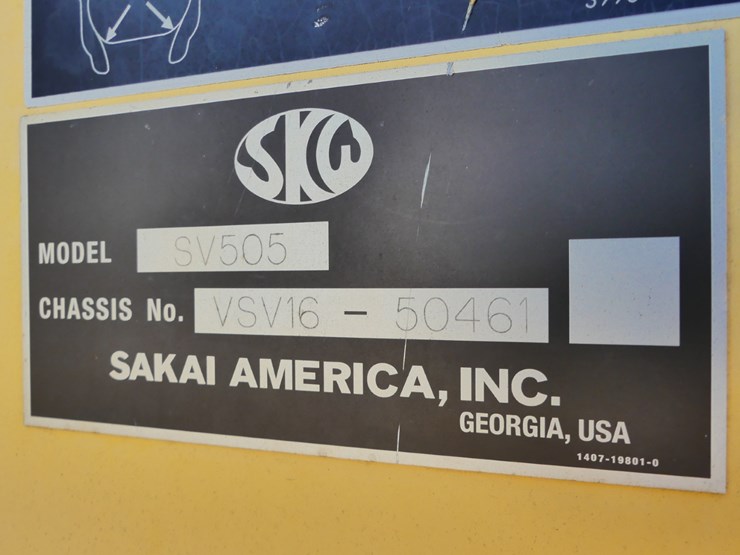 SKW
MODEL SV505
CHASSIS No. VSV16 - 50461
SAKAI AMERICA, INC.
GEORGIA, USA
1407-19801-0